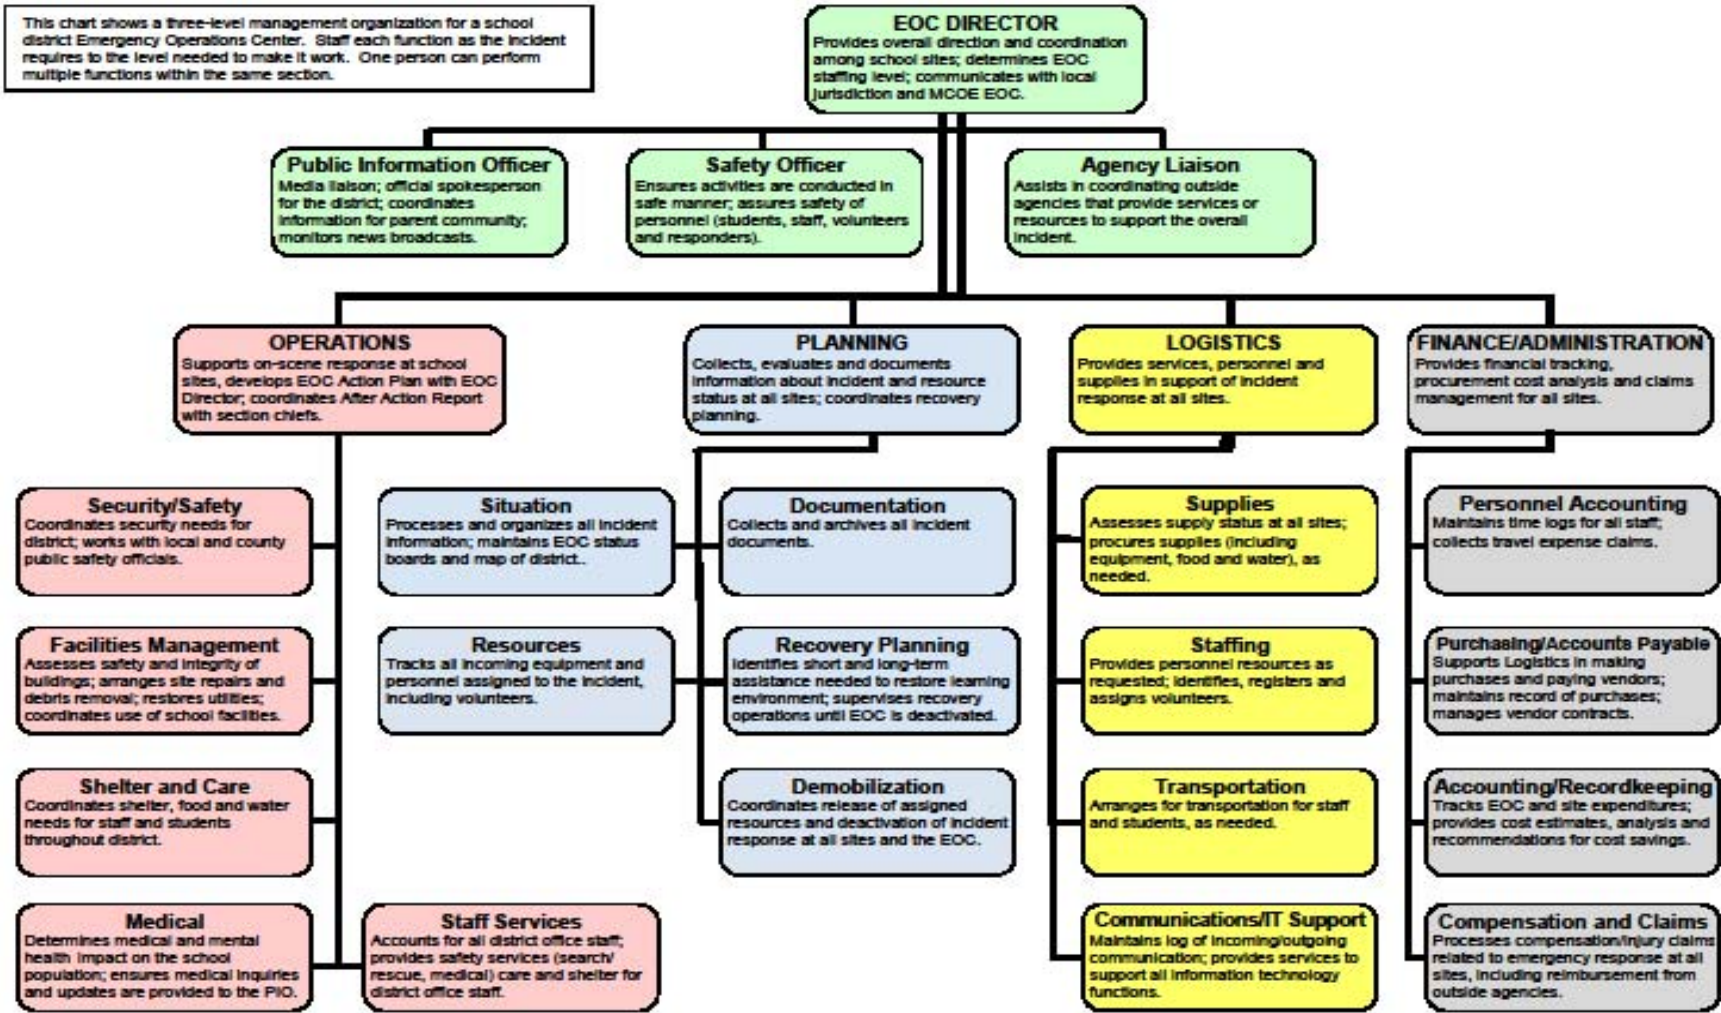 This chart shows a three-level management organization for a school
district Emergency Operations Center. Staff each function as the incident
requires to the level needed to make it work. One person can perform
multiple functions within the same section.
EOC DIRECTOR
Provides overall direction and coordination
among school sites; determines EOC
staffing level; communicates with local
jurisdiction and MCOE EOC.
Public Information Officer
Media liaison; official spokesperson
for the district; coordinates
information for parent community;
monitors news broadcasts.
Safety Officer
Ensures activities are conducted in
safe manner; assures safety of
personnel (students, staff, volunteers
and responders).
Agency Liaison
Assists in coordinating outside
agencies that provide services or
resources to support the overall
incident.
OPERATIONS
Supports on-scene response at school
sites, develops EOC Action Plan with EOC
Director; coordinates After Action Report
with section chiefs.
PLANNING
Collects, evaluates and documents
information about incident and resource
status at all sites; coordinates recovery
planning.
LOGISTICS
Provides services, personnel and
supplies in support of incident
response at all sites.
FINANCE/ADMINISTRATION
Provides financial tracking,
procurement cost analysis and claims
management for all sites.
Security/Safety
Coordinates security needs for
district; works with local and county
public safety officials.
Situation
Processes and organizes all incident
information; maintains EOC status
boards and map of district..
Documentation
Collects and archives all incident
documents.
Supplies
Assesses supply status at all sites;
procures supplies (including
equipment, food and water), as
needed.
Personnel Accounting
Maintains time logs for all staff;
collects travel expense claims.
Facilities Management
Assesses safety and integrity of
buildings; arranges site repairs and
debris removal; restores utilities;
coordinates use of school facilities.
Resources
Tracks all incoming equipment and
personnel assigned to the incident,
including volunteers.
Recovery Planning
Identifies short and long-term
assistance needed to restore learning
environment; supervises recovery
operations until EOC is deactivated.
Staffing
Provides personnel resources as
requested; identifies, registers and
assigns volunteers.
Purchasing/Accounts Payable
Supports Logistics in making
purchases and paying vendors;
maintains record of purchases;
manages vendor contracts.
Shelter and Care
Coordinates shelter, food and water
needs for staff and students
throughout district.
Demobilization
Coordinates release of assigned
resources and deactivation of incident
response at all sites and the EOC.
Transportation
Arranges for transportation for staff
and students, as needed.
Accounting/Recordkeeping
Tracks EOC and site expenditures;
provides cost estimates, analysis and
recommendations for cost savings.
Medical
Determines medical and mental
health impact on the school
population; ensures medical inquiries
and updates are provided to the PIO.
Staff Services
Accounts for all district office staff;
provides safety services (search/
rescue, medical) care and shelter for
district office staff.
Communications/IT Support
Maintains log of incoming/outgoing
communication; provides services to
support all information technology
functions.
Compensation and Claims
Processes compensation/injury claims
related to emergency response at all
sites, including reimbursement from
outside agencies.